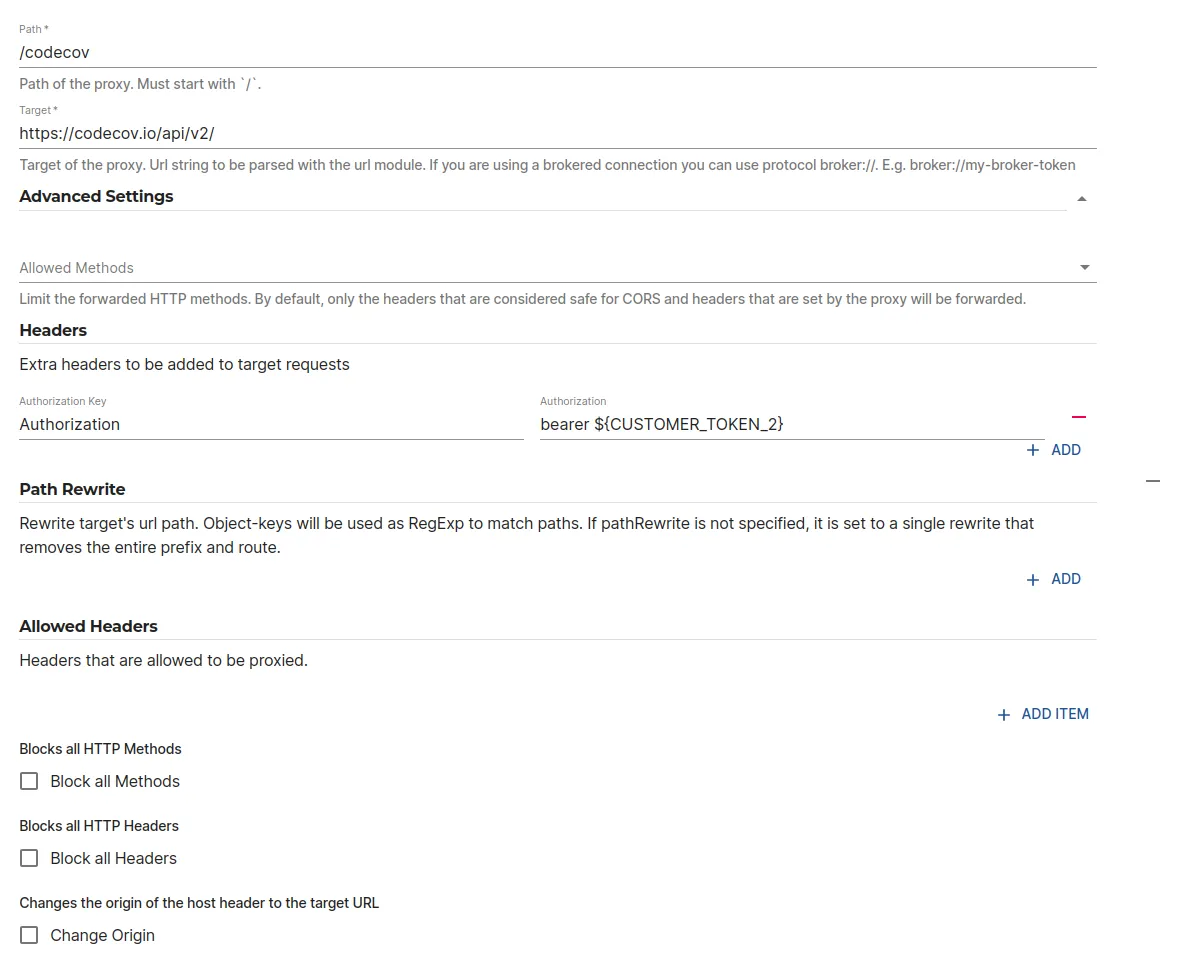 Path *
/codecov
Path of the proxy. Must start with `/`.
Target *
https://codecov.io/api/v2/
Target of the proxy. Url string to be parsed with the url module. If you are using a brokered connection you can use protocol broker://. E.g. broker://my-broker-token
Advanced Settings
Allowed Methods
Limit the forwarded HTTP methods. By default, only the headers that are considered safe for CORS and headers that are set by the proxy will be forwarded.
Headers
Extra headers to be added to target requests
Authorization Key
Authorization
Authorization
bearer ${CUSTOMER_TOKEN_2}
ADD
Path Rewrite
Rewrite target's url path. Object-keys will be used as RegExp to match paths. If pathRewrite is not specified, it is set to a single rewrite that
removes the entire prefix and route.
ADD
Allowed Headers
Headers that are allowed to be proxied.
ADD ITEM
Blocks all HTTP Methods
Block all Methods
Blocks all HTTP Headers
Block all Headers
Changes the origin of the host header to the target URL
Change Origin